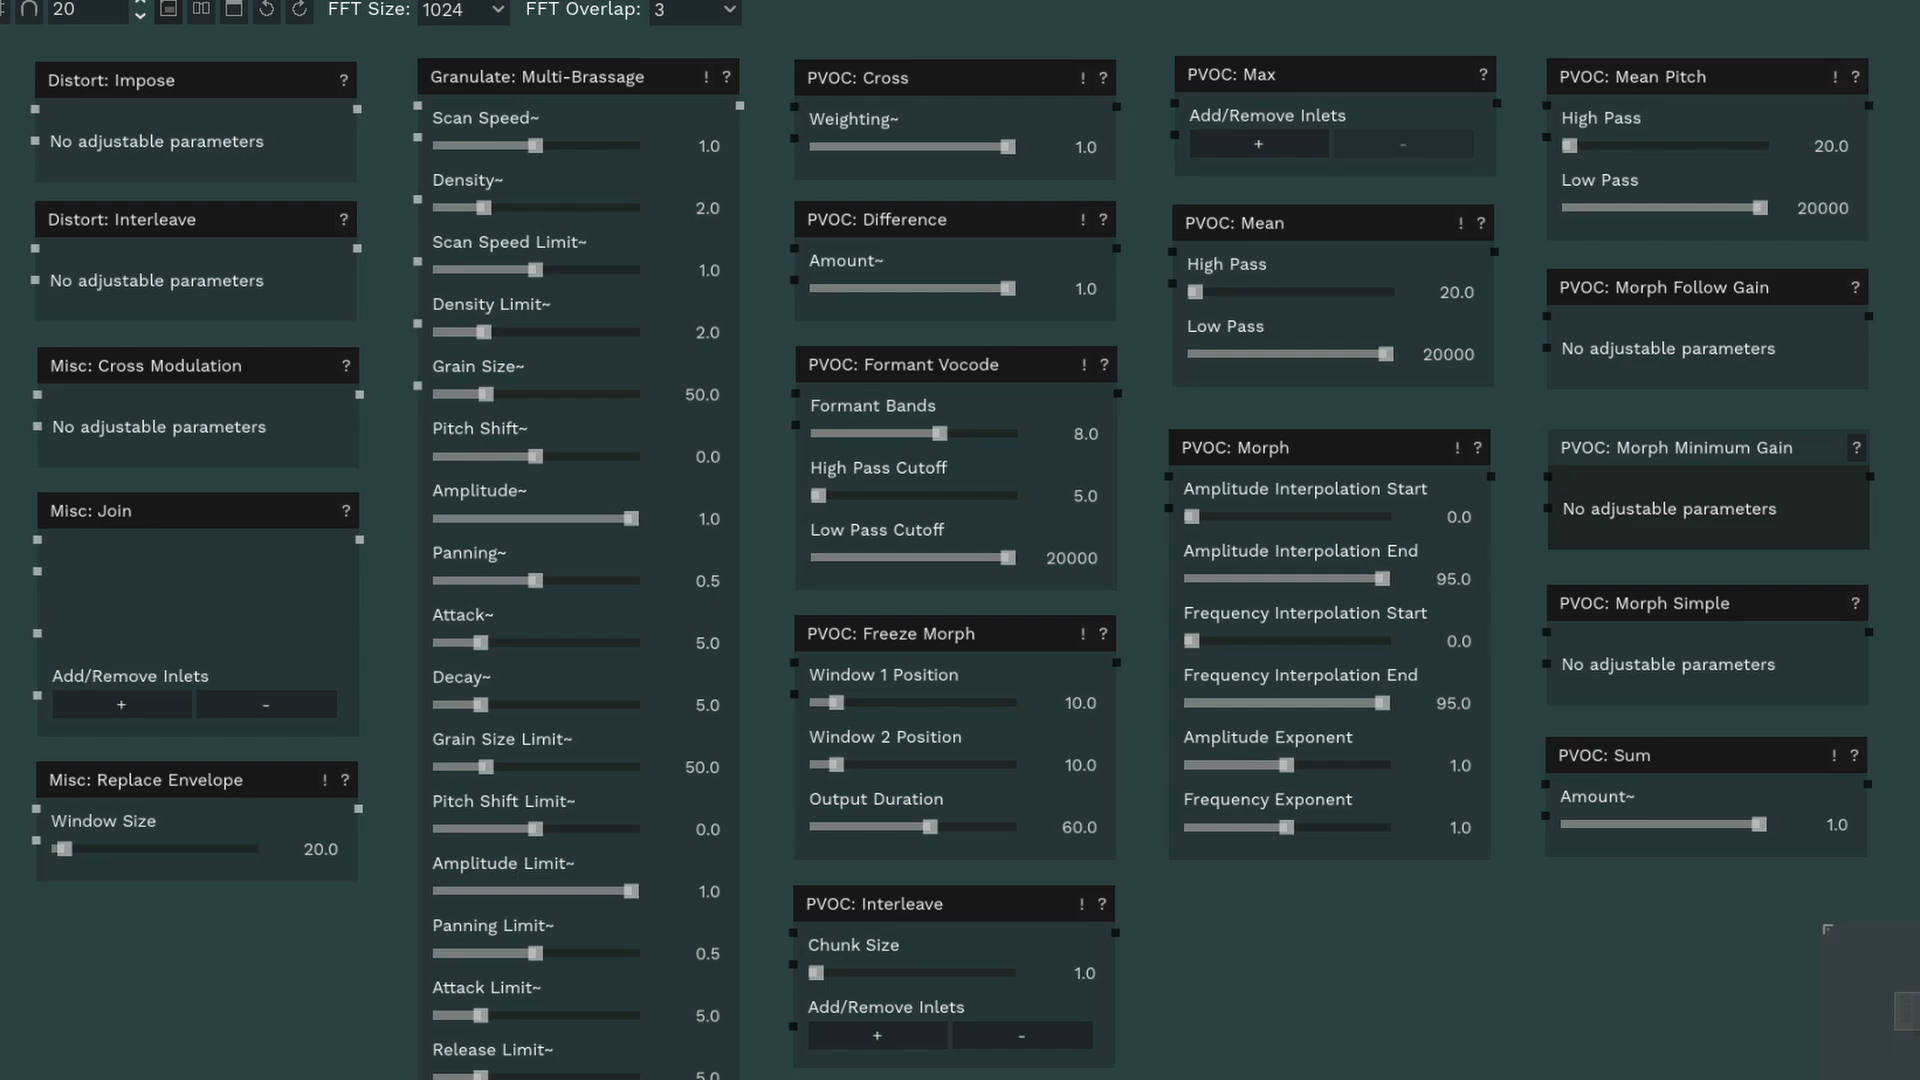 20 FFT Size: 1024 FFT Overlap: 3
Distort: Impose ?
No adjustable parameters
Distort: Interleave ?
No adjustable parameters
Misc: Cross Modulation ?
No adjustable parameters
Misc: Join ?
Add/Remove Inlets
+ -
Misc: Replace Envelope ! ?
Window Size
20.0
Granulate: Multi-Brassage ! ?
Scan Speed~
1.0
Density~
2.0
Scan Speed Limit~
1.0
Density Limit~
2.0
Grain Size~
50.0
Pitch Shift~
0.0
Amplitude~
1.0
Panning~
0.5
Attack~
5.0
Decay~
5.0
Grain Size Limit~
50.0
Pitch Shift Limit~
0.0
Amplitude Limit~
1.0
Panning Limit~
0.5
Attack Limit~
5.0
Release Limit~
5.0
PVOC: Cross ! ?
Weighting~
1.0
PVOC: Difference ! ?
Amount~
1.0
PVOC: Formant Vocode ! ?
Formant Bands
8.0
High Pass Cutoff
5.0
Low Pass Cutoff
20000
PVOC: Freeze Morph ! ?
Window 1 Position
10.0
Window 2 Position
10.0
Output Duration
60.0
PVOC: Interleave ! ?
Chunk Size
1.0
Add/Remove Inlets
+ -
PVOC: Max ?
Add/Remove Inlets
+ -
PVOC: Mean ! ?
High Pass
20.0
Low Pass
20000
PVOC: Morph ! ?
Amplitude Interpolation Start
0.0
Amplitude Interpolation End
95.0
Frequency Interpolation Start
0.0
Frequency Interpolation End
95.0
Amplitude Exponent
1.0
Frequency Exponent
1.0
PVOC: Mean Pitch ! ?
High Pass
20.0
Low Pass
20000
PVOC: Morph Follow Gain ?
No adjustable parameters
PVOC: Morph Minimum Gain ?
No adjustable parameters
PVOC: Morph Simple ?
No adjustable parameters
PVOC: Sum ! ?
Amount~
1.0